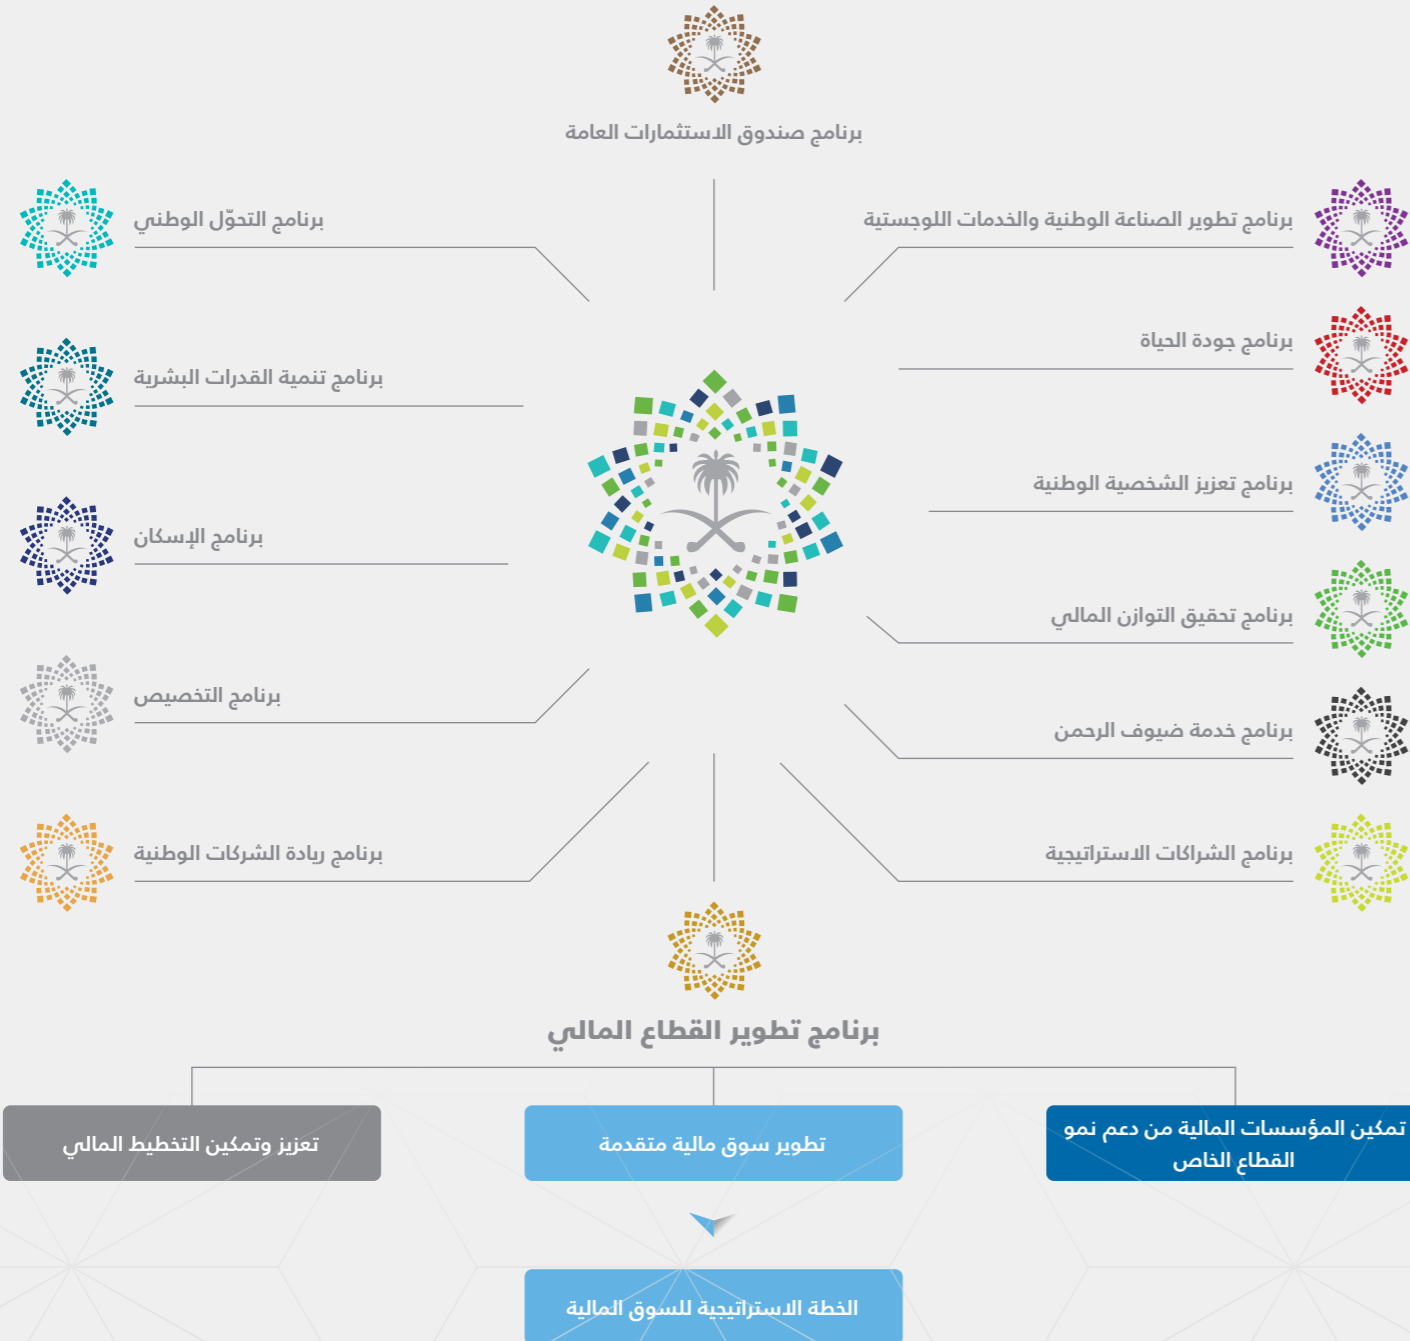 برنامج صندوق الاستثمارات العامة
برنامج تطوير الصناعة الوطنية والخدمات اللوجستية
برنامج جودة الحياة
برنامج تعزيز الشخصية الوطنية
برنامج تحقيق التوازن المالي
برنامج خدمة ضيوف الرحمن
برنامج الشراكات الاستراتيجية
برنامج التحوّل الوطني
برنامج تنمية القدرات البشرية
برنامج الإسكان
برنامج التخصيص
برنامج ريادة الشركات الوطنية
برنامج تطوير القطاع المالي
تمكين المؤسسات المالية من دعم نمو
القطاع الخاص
تطوير سوق مالية متقدمة
تعزيز وتمكين التخطيط المالي
الخطة الاستراتيجية للسوق المالية